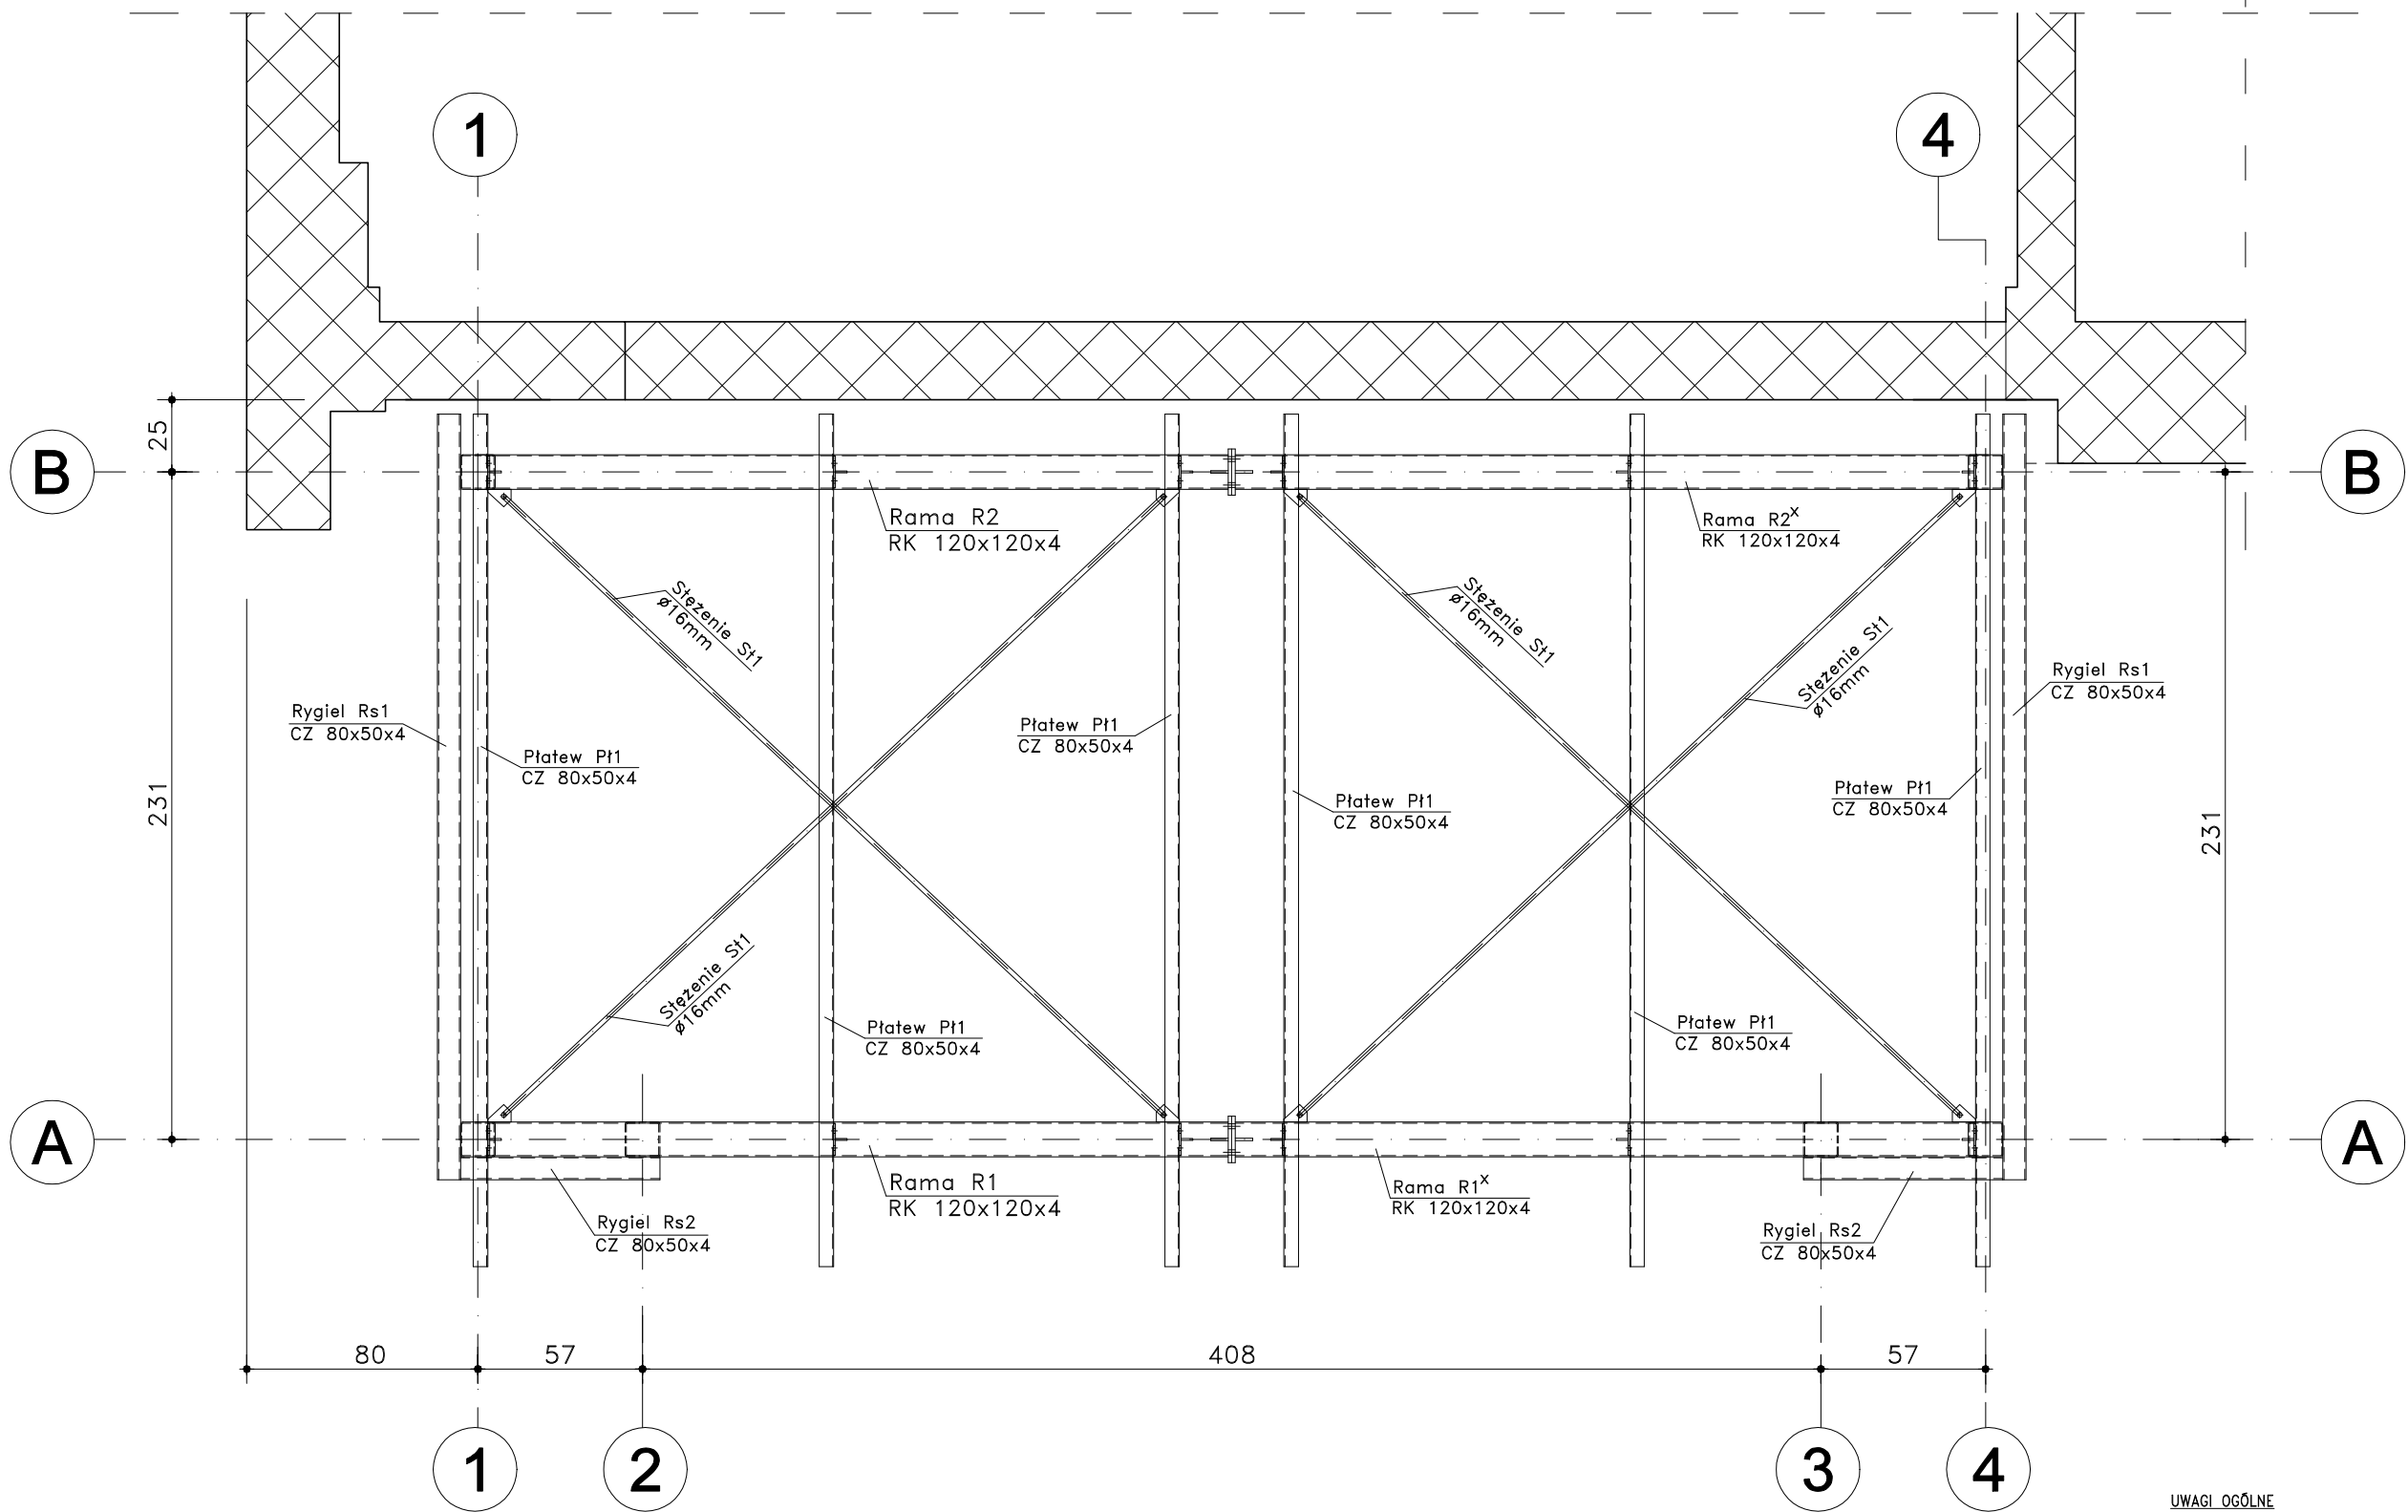 1
4
25
B
B
Rama R2
RK 120x120x4
Rama R2x
RK 120x120x4
Stężenie St1
ø16mm
Stężenie St1
ø16mm
Stężenie St1
ø16mm
Rygiel Rs1
CZ 80x50x4
Rygiel Rs1
CZ 80x50x4
Płatew Pł1
CZ 80x50x4
Płatew Pł1
CZ 80x50x4
Płatew Pł1
CZ 80x50x4
Płatew Pł1
CZ 80x50x4
231
231
Stężenie St1
ø16mm
Płatew Pł1
CZ 80x50x4
Płatew Pł1
CZ 80x50x4
A
A
Rama R1
RK 120x120x4
Rama R1x
RK 120x120x4
Rygiel Rs2
CZ 80x50x4
Rygiel Rs2
CZ 80x50x4
80
57
408
57
1
2
3
4
UWAGI OGÓLNE